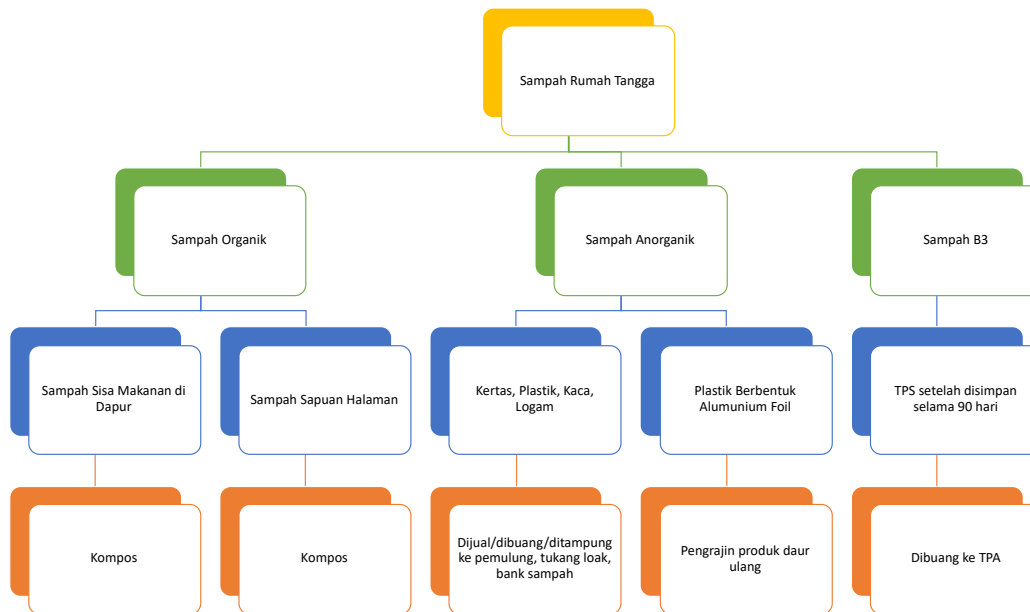 Sampah Rumah Tangga
Sampah Organik
Sampah Anorganik
Sampah B3
Sampah Sisa Makanan di
Dapur
Sampah Sapuan Halaman
Kertas, Plastik, Kaca,
Logam
Plastik Berbentuk
Alumunium Foil
TPS setelah disimpan
selama 90 hari
Kompos
Kompos
Dijual/dibuang/ditampung
ke pemulung, tukang loak,
bank sampah
Pengrajin produk daur
ulang
Dibuang ke TPA